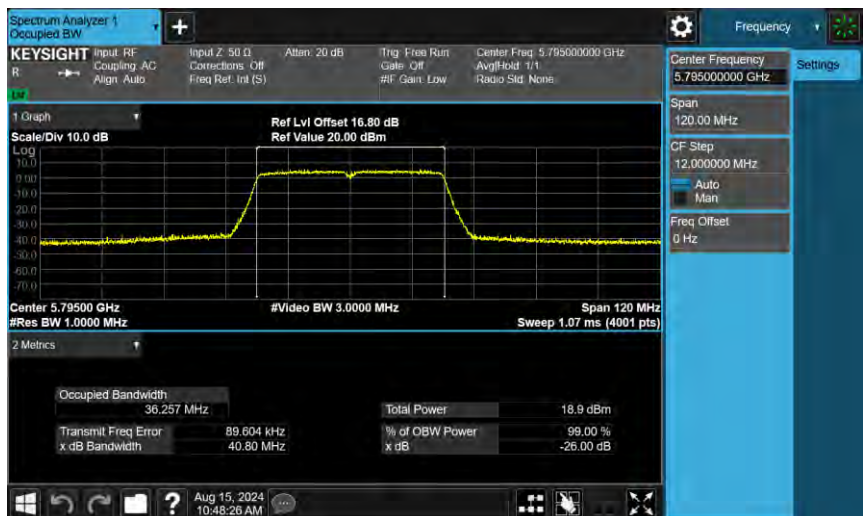 Spectrum Analyzer 1
Occupied BW
Frequency
KEYSIGHT
R
Input: RF
Coupling: AC
Align: Auto
Input Z: 50 Ω
Corrections: Off
Freq Ref: Int (S)
Atten: 20 dB
Trig: Free Run
Gate: Off
#IF Gain: Low
Center Freq: 5.795000000 GHz
Avg|Hold: 1/1
Radio Std: None
Center Frequency
5.795000000 GHz
Settings
Span
120.00 MHz
CF Step
12.000000 MHz
Auto
Man
Freq Offset
0 Hz
1 Graph
Scale/Div 10.0 dB
Ref Lvl Offset 16.80 dB
Ref Value 20.00 dBm
Log
10.0
0.00
-10.0
-20.0
-30.0
-40.0
-50.0
-60.0
-70.0
Center 5.79500 GHz
#Res BW 1.0000 MHz
#Video BW 3.0000 MHz
Span 120 MHz
Sweep 1.07 ms (4001 pts)
2 Metrics
Occupied Bandwidth
36.257 MHz
Total Power
18.9 dBm
Transmit Freq Error
89.604 kHz
% of OBW Power
99.00 %
x dB Bandwidth
40.80 MHz
x dB
-26.00 dB
Aug 15, 2024
10:48:26 AM